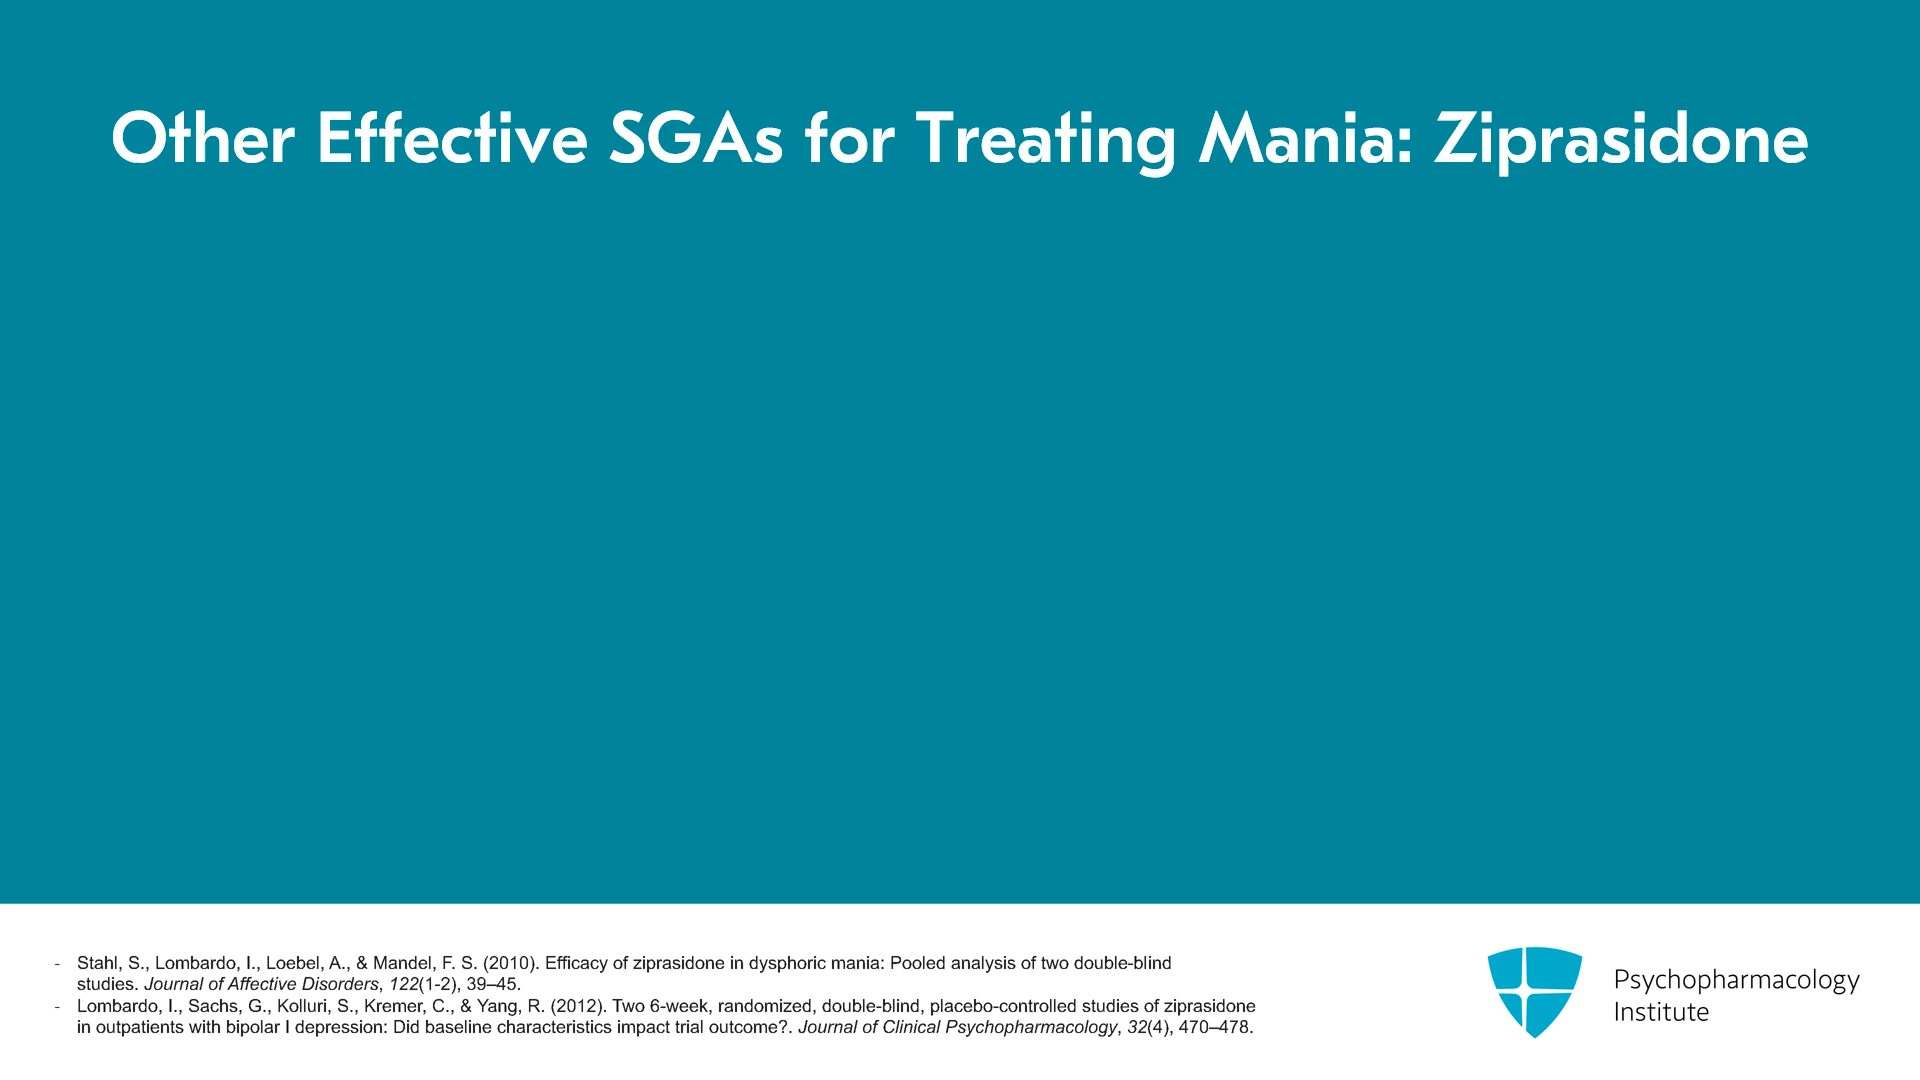 Other Effective SGAs for Treating Mania: Ziprasidone
- Stahl, S., Lombardo, I., Loebel, A., & Mandel, F. S. (2010). Efficacy of ziprasidone in dysphoric mania: Pooled analysis of two double-blind
studies. Journal of Affective Disorders, 122(1-2), 39–45.
- Lombardo, I., Sachs, G., Kolluri, S., Kremer, C., & Yang, R. (2012). Two 6-week, randomized, double-blind, placebo-controlled studies of ziprasidone
in outpatients with bipolar I depression: Did baseline characteristics impact trial outcome?. Journal of Clinical Psychopharmacology, 32(4), 470–478.
Psychopharmacology
Institute